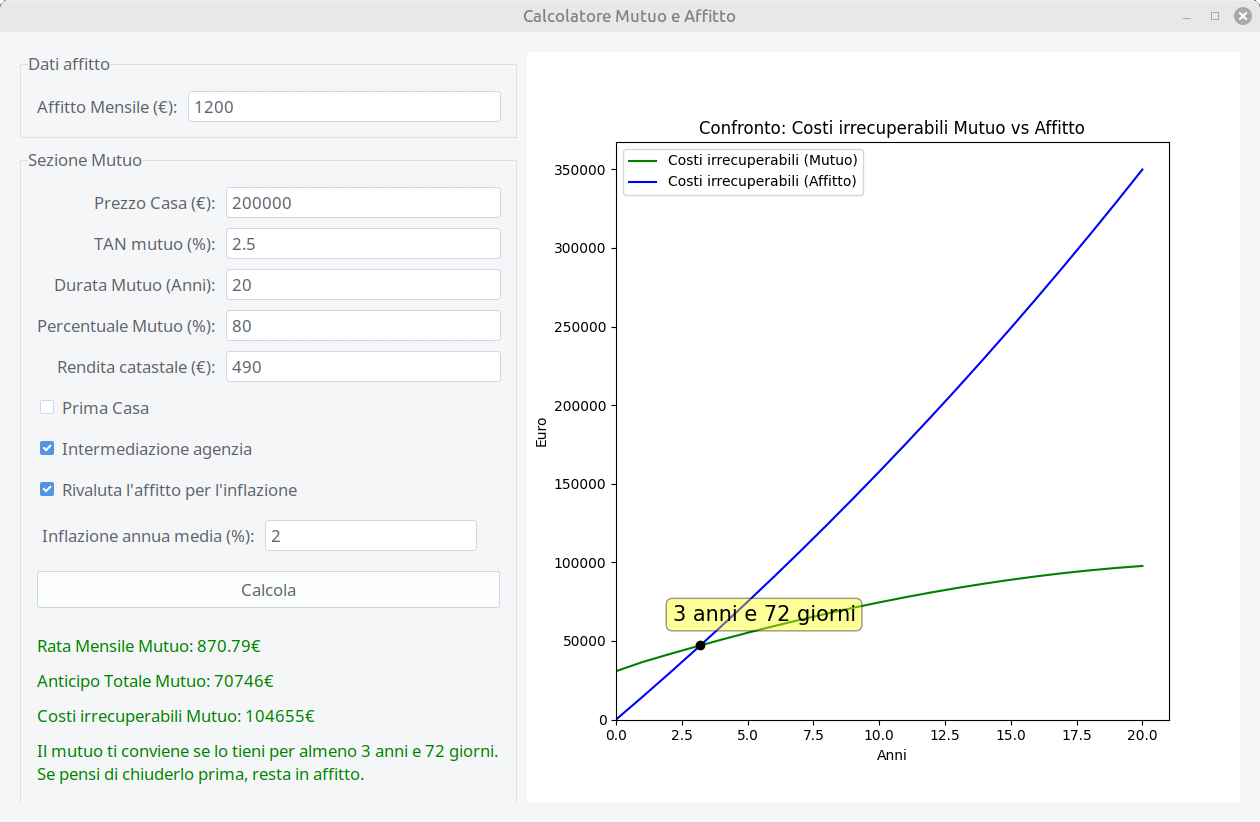 Calcolatore Mutuo e Affitto
Dati affitto
Affitto Mensile (€): 1200
Sezione Mutuo
Prezzo Casa (€): 200000
TAN mutuo (%): 2.5
Durata Mutuo (Anni): 20
Percentuale Mutuo (%): 80
Rendita catastale (€): 490
Prima Casa
Intermediazione agenzia
Rivaluta l'affitto per l'inflazione
Inflazione annua media (%): 2
Calcola
Rata Mensile Mutuo: 870.79€
Anticipo Totale Mutuo: 70746€
Costi irrecuperabili Mutuo: 104655€
Il mutuo ti conviene se lo tieni per almeno 3 anni e 72 giorni.
Se pensi di chiuderlo prima, resta in affitto.
Confronto: Costi irrecuperabili Mutuo vs Affitto
Costi irrecuperabili (Mutuo)
Costi irrecuperabili (Affitto)
350000
300000
250000
200000
150000
100000
50000
0
Euro
3 anni e 72 giorni
0.0 2.5 5.0 7.5 10.0 12.5 15.0 17.5 20.0
Anni